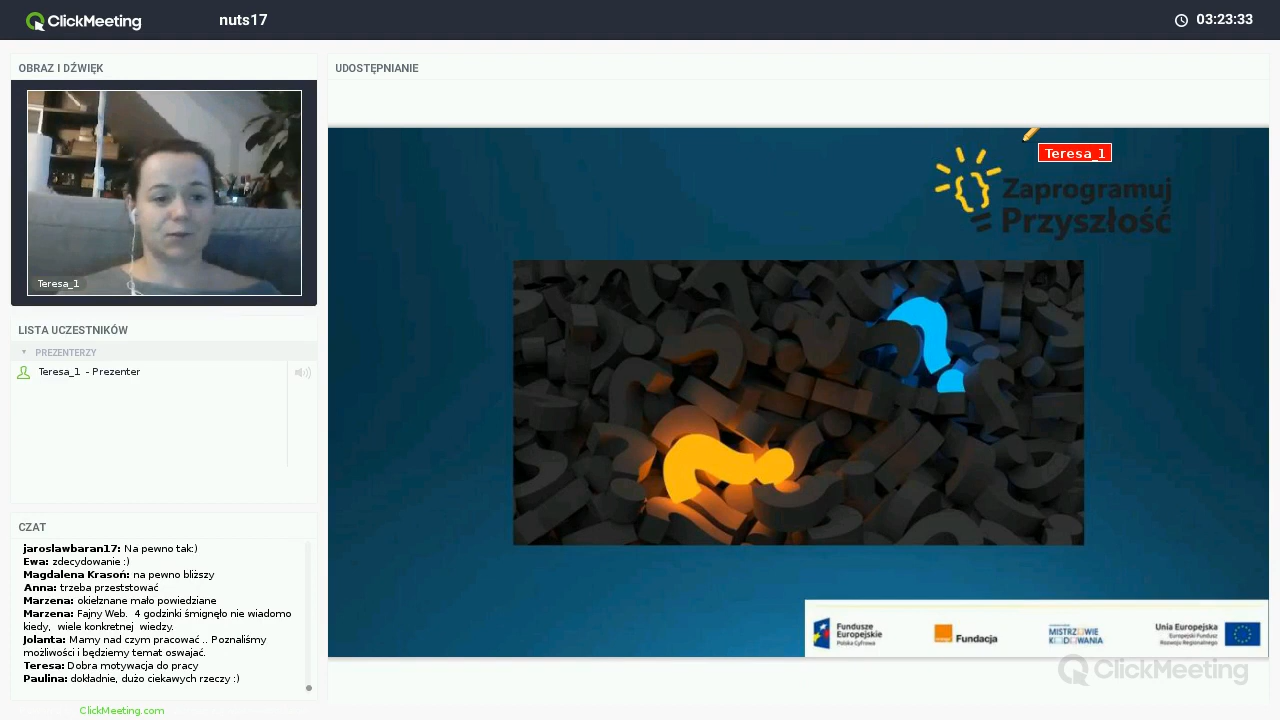 ClickMeeting
nuts17
03:23:33
OBRAZ I DŹWIĘK
Teresa_1
LISTA UCZESTNIKÓW
PREZENTERZY
Teresa_1 - Prezenter
CZAT
jaroslawbaran17: Na pewno tak:)
Ewa: zdecydowanie :)
Magdalena Krasoń: na pewno bliższy
Anna: trzeba przeststować
Marzena: okiełznane mało powiedziane
Marzena: Fajny Web. 4 godzinki śmignęło nie wiadomo
kiedy, wiele konkretnej wiedzy.
Jolanta: Mamy nad czym pracować .. Poznaliśmy
możliwości i będziemy temat oswajać.
Teresa: Dobra motywacja do pracy
Paulina: dokładnie, dużo ciekawych rzeczy :)
ClickMeeting.com
UDOSTĘPNIANIE
Teresa_1
Zaprogramuj
Przyszłość
Fundusze
Europejskie
Polska Cyfrowa
Fundacja
MISTRZOWIE
KODOWANIA
Unia Europejska
Europejski Fundusz
Rozwoju Regionalnego
ClickMeeting